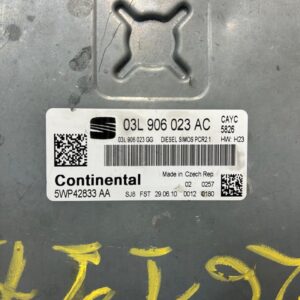 03L 906 023 AC
CAYC
5826
03L 906 023 GG DIESEL SIMOS PCR2.1 HW: H23
Made in Czech Rep.
Continental
02 0257
5WP42833 AA SJ8 FST 29.06.10 0012 0180